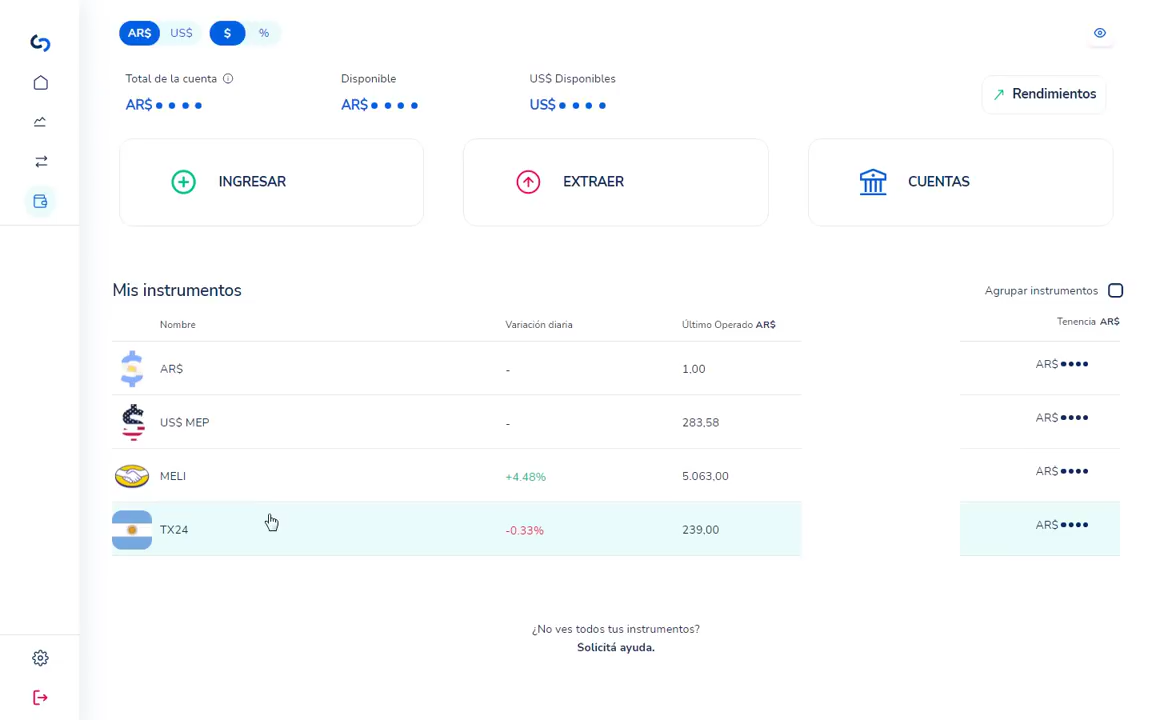 AR$ US$ $ %
Total de la cuenta Disponible US$ Disponibles
AR$ •••• AR$ •••• US$ ••••
Rendimientos
INGRESAR EXTRAER CUENTAS
Mis instrumentos Agrupar instrumentos
Nombre Variación diaria Último Operado AR$ Tenencia AR$
AR$ - 1,00 AR$ ••••
US$ MEP - 283,58 AR$ ••••
MELI +4.48% 5.063,00 AR$ ••••
TX24 -0.33% 239,00 AR$ ••••
¿No ves todos tus instrumentos?
Solicitá ayuda.